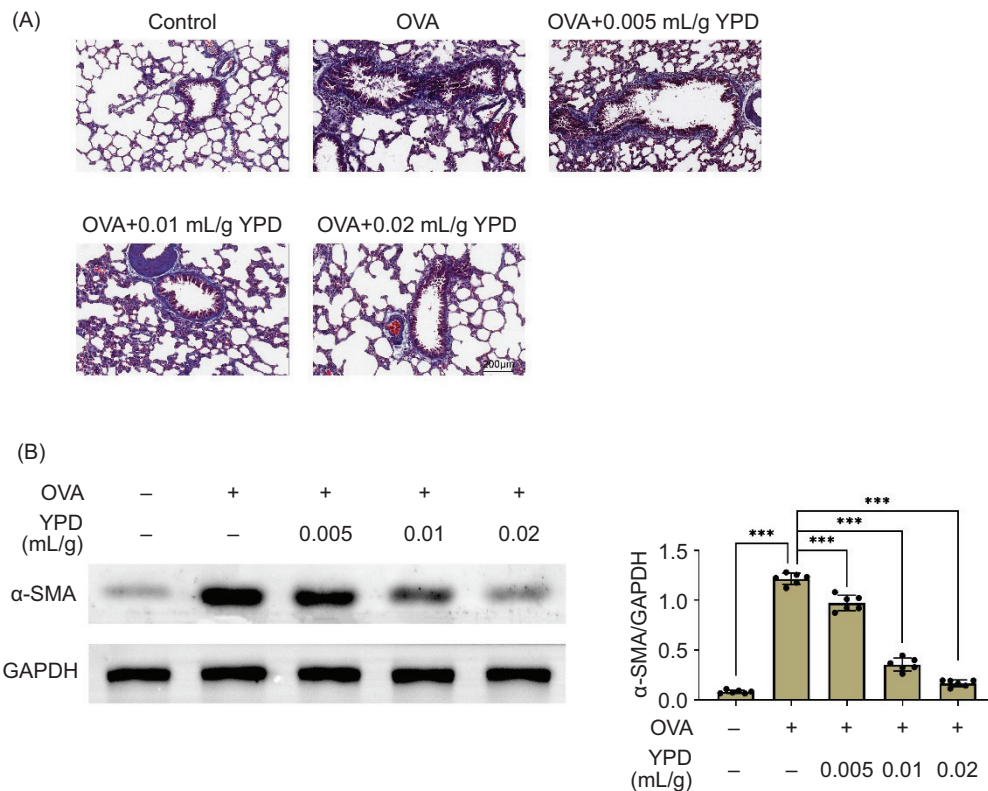 (A)
Control OVA OVA+0.005 mL/g YPD
OVA+0.01 mL/g YPD OVA+0.02 mL/g YPD
200μm
(B)
OVA – + + + +
YPD
(mL/g) – – 0.005 0.01 0.02
α-SMA
GAPDH
***
***
*** ***
1.5
1.0
0.5
0.0
α-SMA/GAPDH
OVA – + + + +
YPD
(mL/g) – – 0.005 0.01 0.02